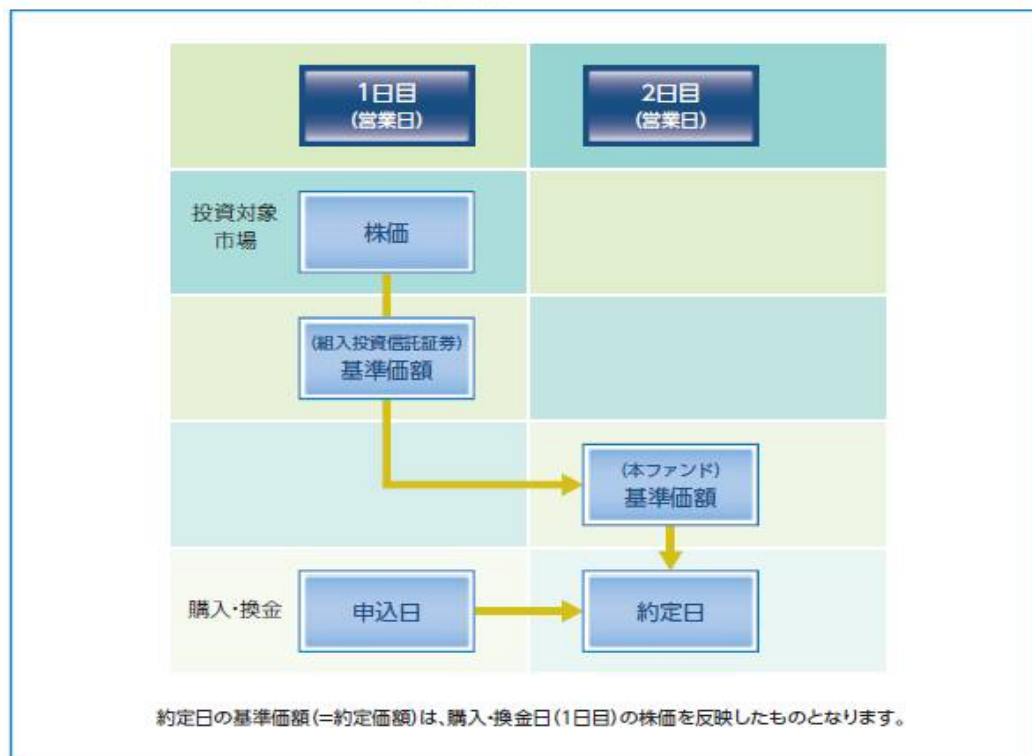 1日目
(営業日)
2日目
(営業日)
投資対象
市場
株価
(組入投資信託証券)
基準価額
(本ファンド)
基準価額
購入・換金
申込日
約定日
約定日の基準価額(=約定価額)は、購入・換金日(1日目)の株価を反映したものとなります。